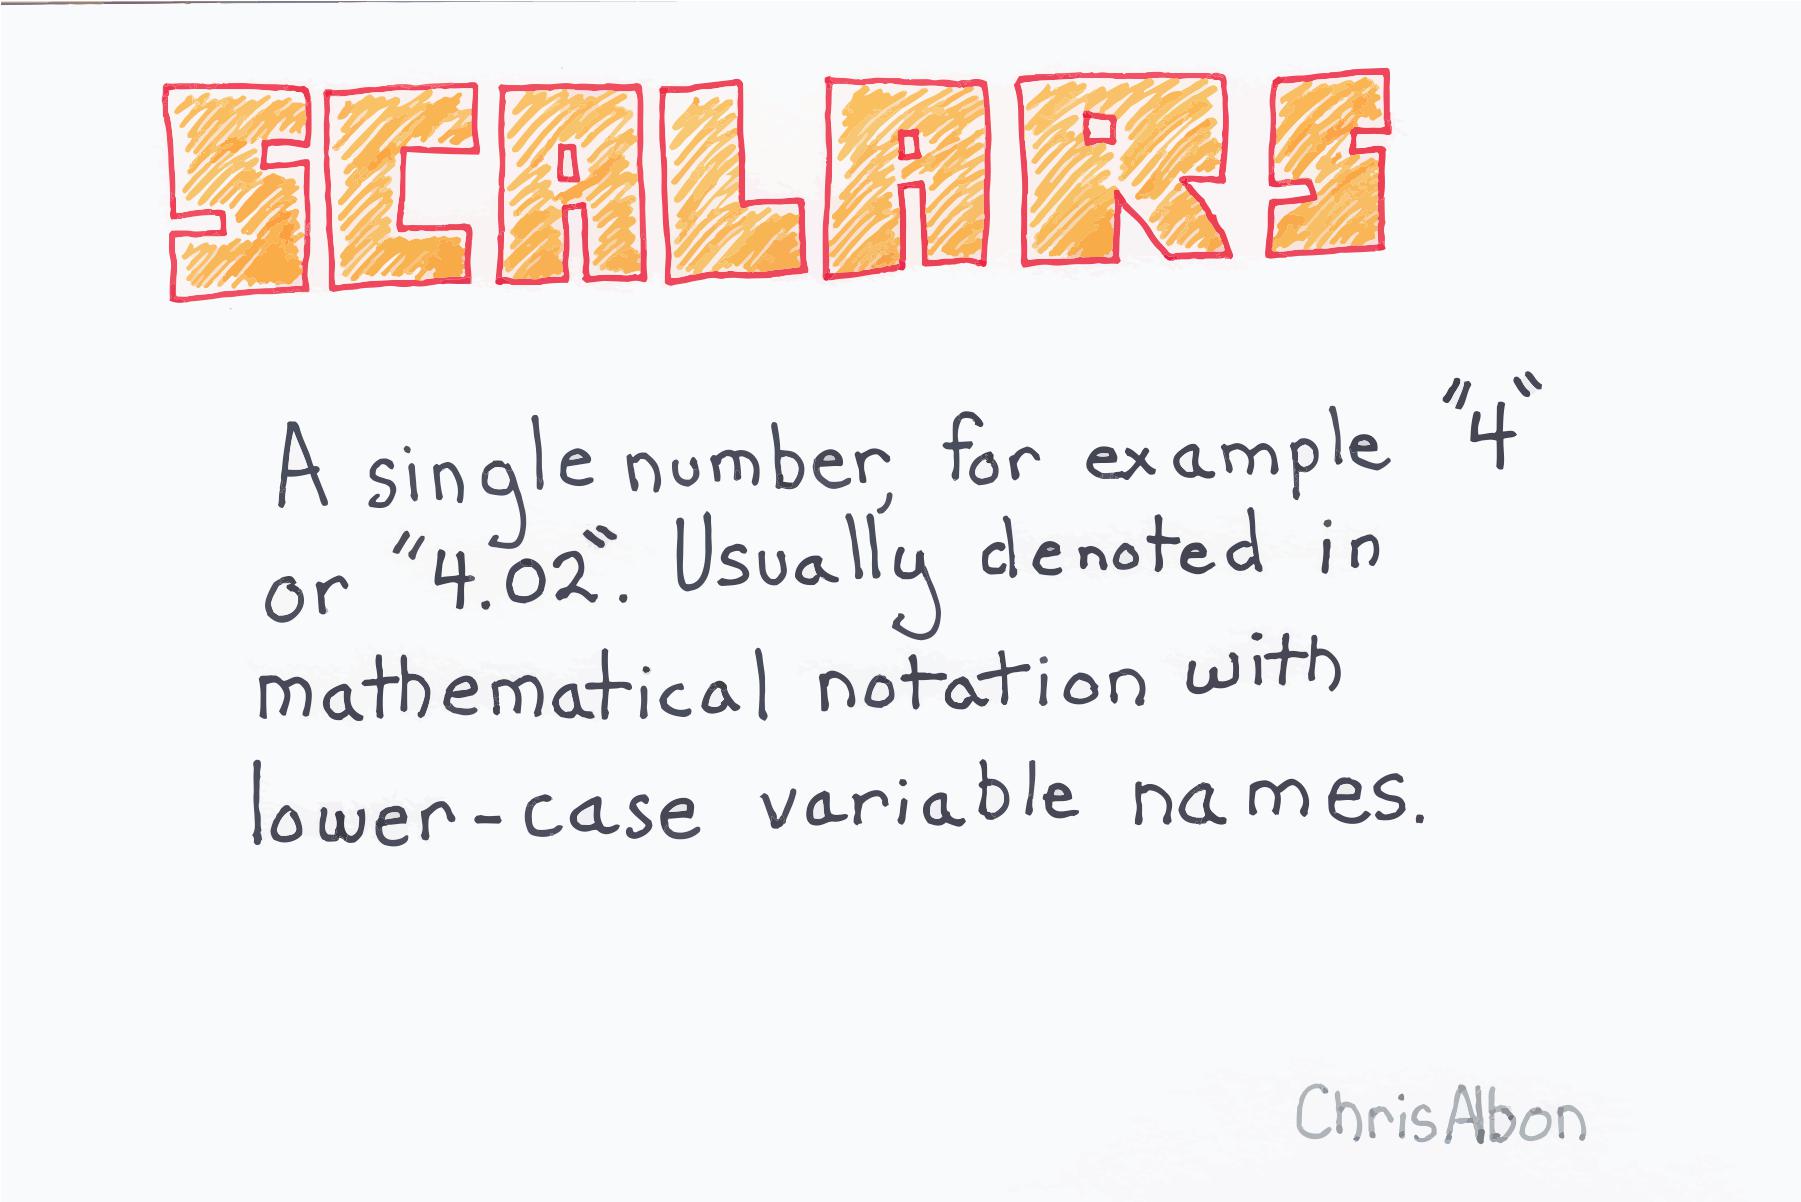 SCALARS
A single number, for example "4"
or "4.02". Usually denoted in
mathematical notation with
lower-case variable names.
ChrisAlbon